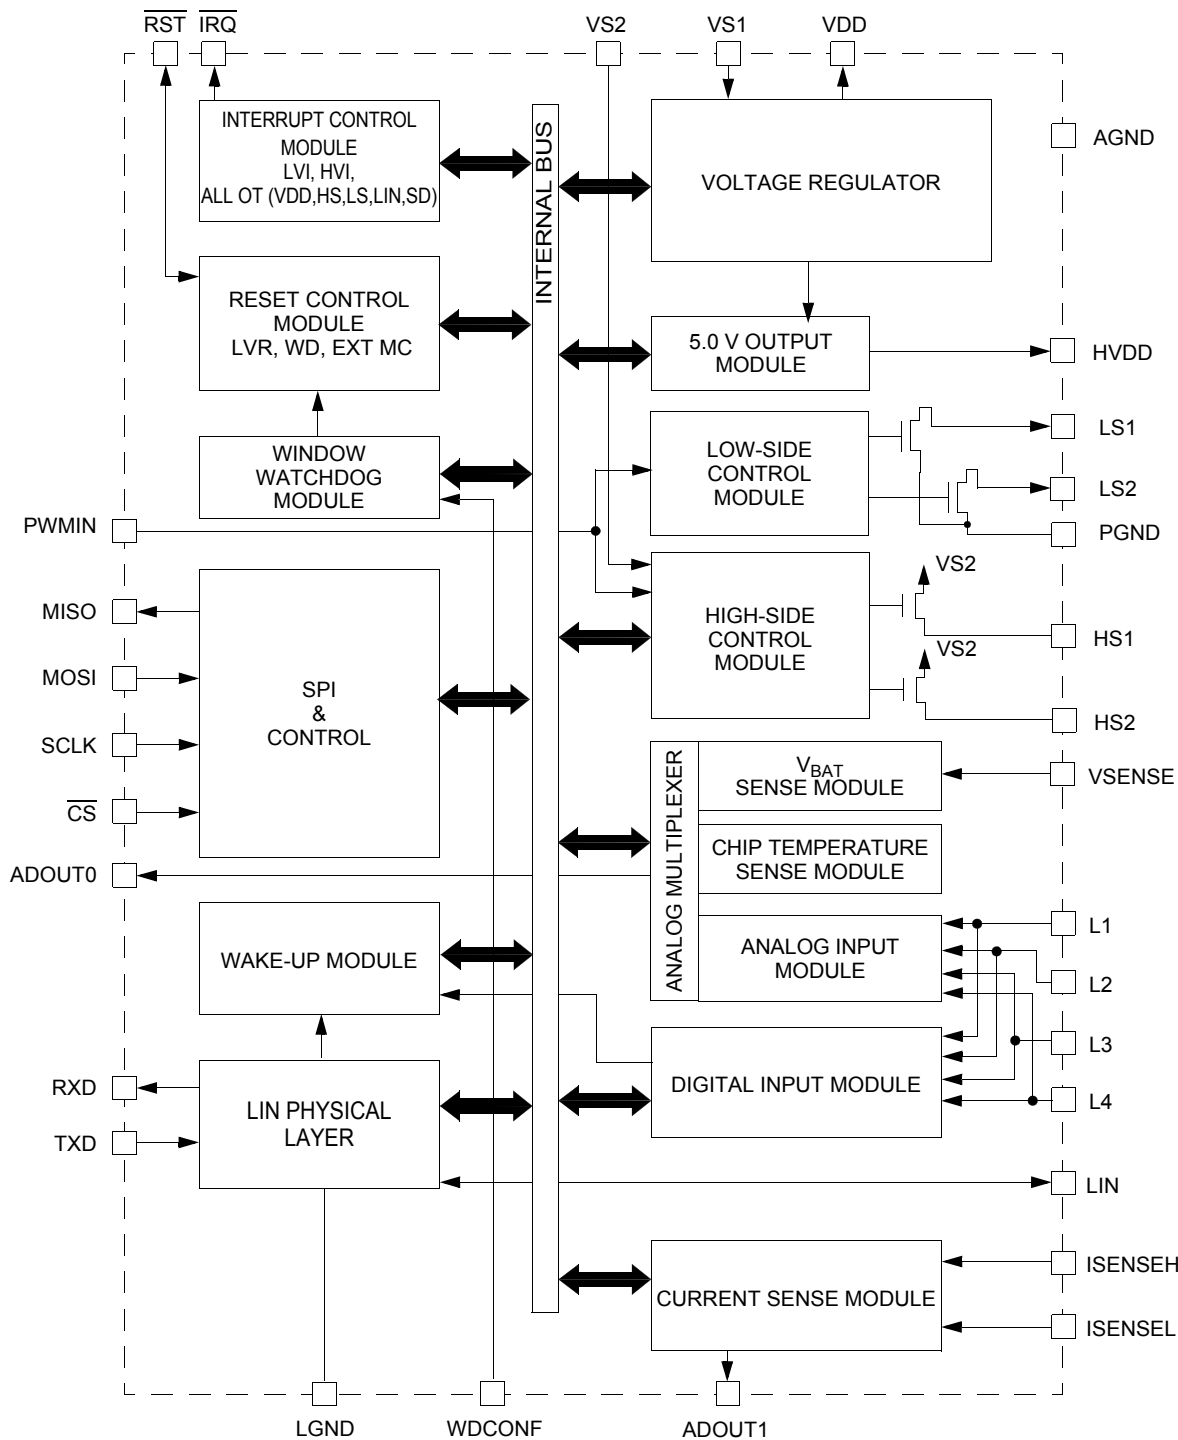 RST
IRQ
VS2
VS1
VDD
INTERRUPT CONTROL
MODULE
LVI, HVI,
ALL OT (VDD,HS,LS,LIN,SD)
INTERNAL BUS
VOLTAGE REGULATOR
AGND
RESET CONTROL
MODULE
LVR, WD, EXT MC
5.0 V OUTPUT
MODULE
HVDD
WINDOW
WATCHDOG
MODULE
LOW-SIDE
CONTROL
MODULE
LS1
LS2
PGND
PWMIN
MISO
MOSI
SCLK
CS
SPI
&
CONTROL
HIGH-SIDE
CONTROL
MODULE
VS2
HS1
VS2
HS2
ADOUT0
ANALOG MULTIPLEXER
VBAT
SENSE MODULE
VSENSE
CHIP TEMPERATURE
SENSE MODULE
WAKE-UP MODULE
ANALOG INPUT
MODULE
L1
L2
L3
L4
DIGITAL INPUT MODULE
RXD
TXD
LIN PHYSICAL
LAYER
LIN
CURRENT SENSE MODULE
ISENSEH
ISENSEL
LGND
WDCONF
ADOUT1